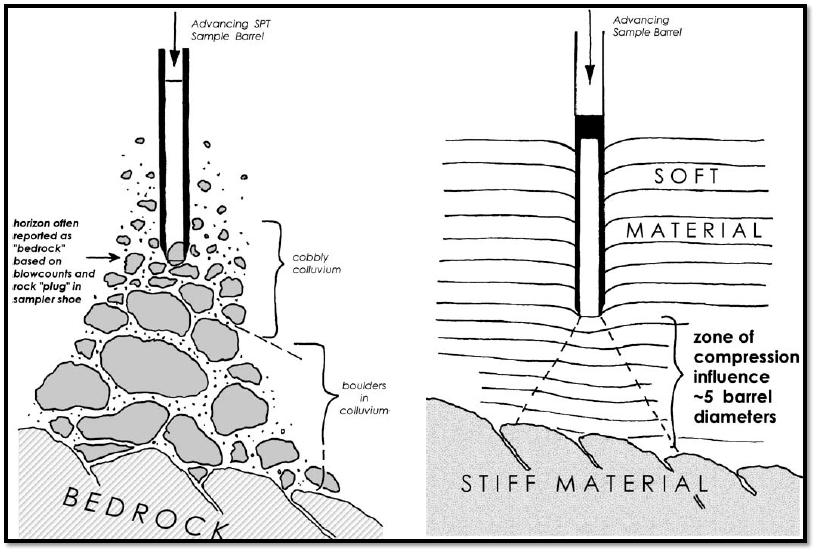 Advancing SPT
Sample Barrel
horizon often
reported as
"bedrock"
based on
blowcounts and
rock "plug" in
sampler shoe
cobbly
colluvium
boulders
in
colluvium
BEDROCK
Advancing
Sample Barrel
SOFT
MATERIAL
zone of
compression
influence
~5 barrel
diameters
STIFF MATERIAL